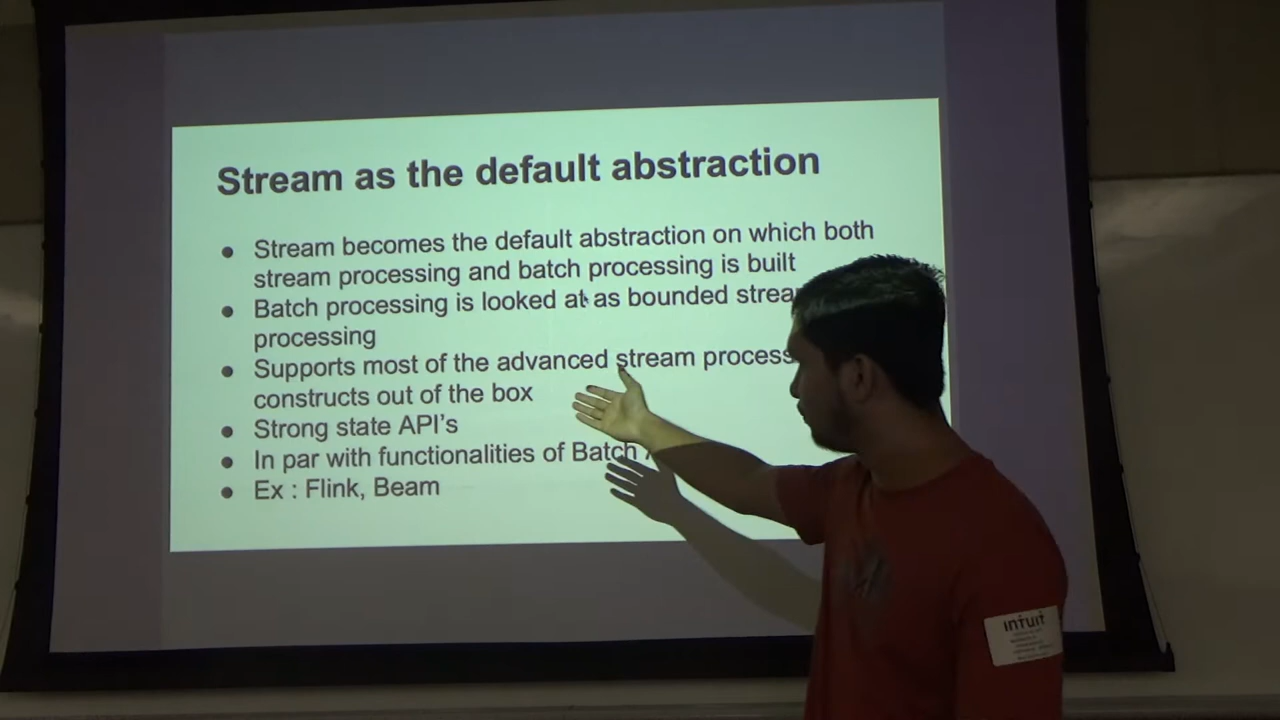 Stream as the default abstraction
● Stream becomes the default abstraction on which both
stream processing and batch processing is built
● Batch processing is looked at as bounded
processing
● Supports most of the advanced stream
constructs out of the box
● Strong state API's
● In par with functionalities of Batch
● Ex : Flink, Beam
intuit